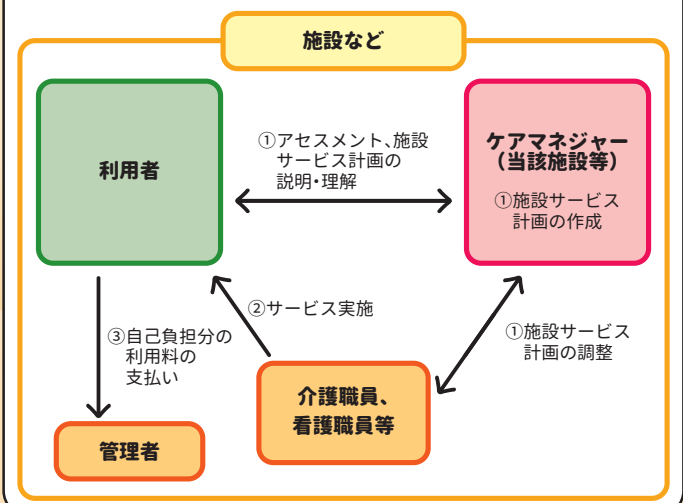 施設など
利用者
①アセスメント、施設
サービス計画の
説明・理解
ケアマネジャー
（当該施設等）
①施設サービス
計画の作成
②サービス実施
③自己負担分の
利用料の
支払い
①施設サービス
計画の調整
介護職員、
看護職員等
管理者